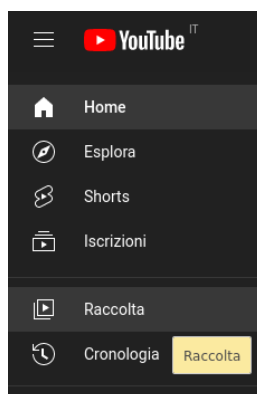 YouTube IT
Home
Esplora
Shorts
Iscrizioni
Raccolta
Cronologia Raccolta